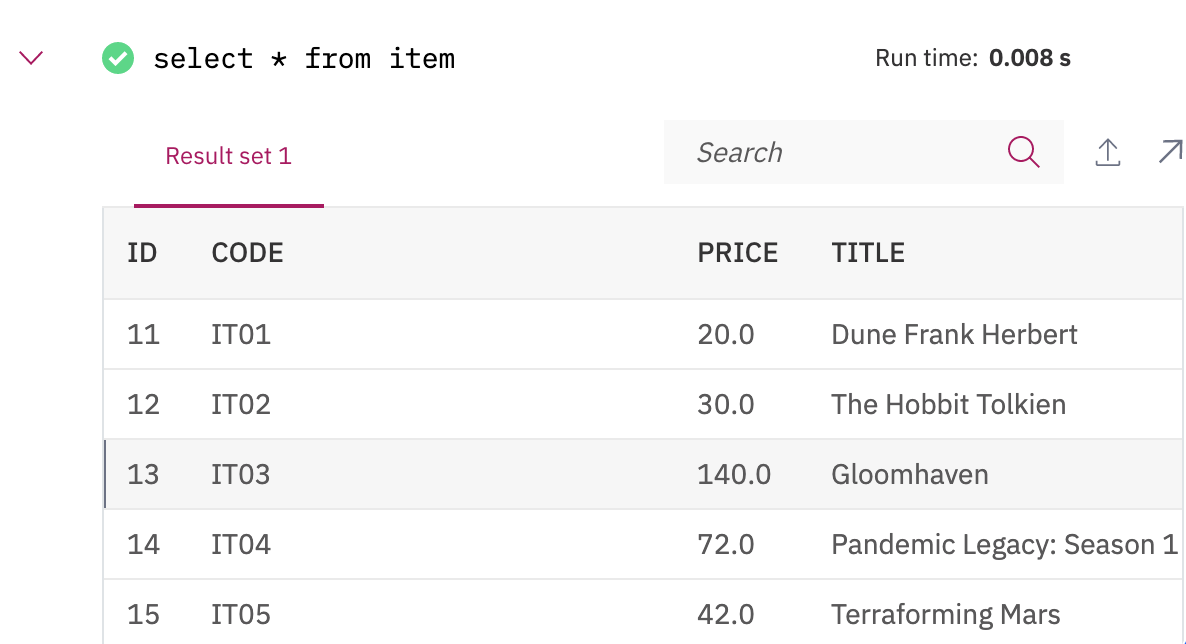 select * from item Run time: 0.008 s
Result set 1 Search
ID CODE PRICE TITLE
11 IT01 20.0 Dune Frank Herbert
12 IT02 30.0 The Hobbit Tolkien
13 IT03 140.0 Gloomhaven
14 IT04 72.0 Pandemic Legacy: Season 1
15 IT05 42.0 Terraforming Mars